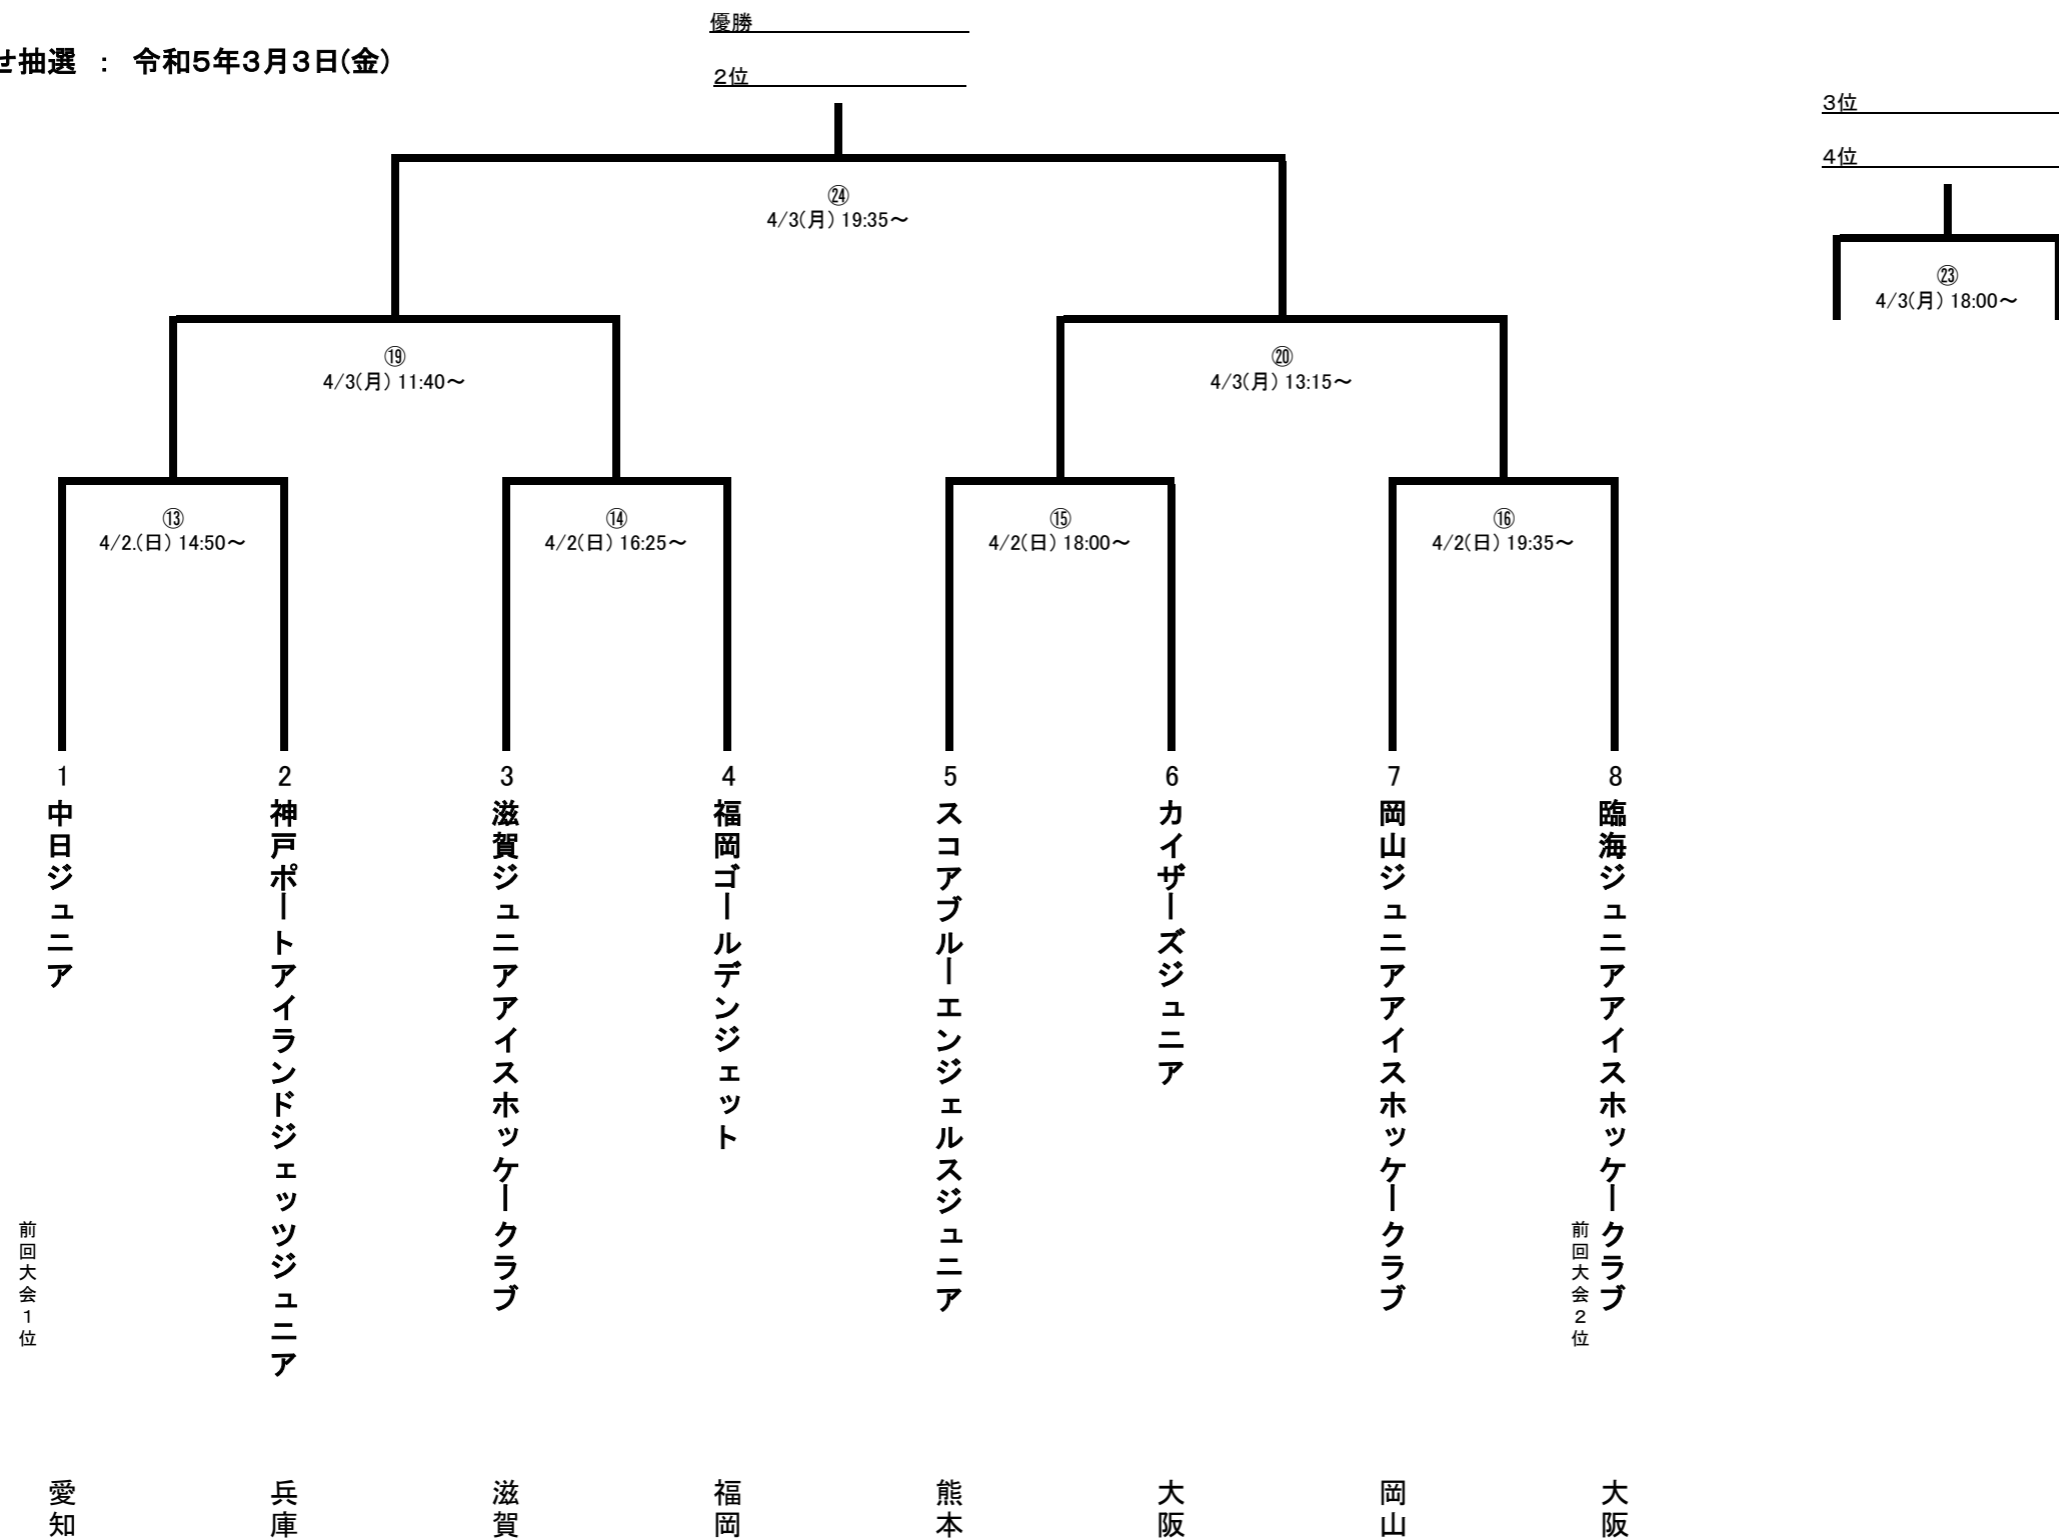 優勝
せ抽選 ： 令和5年3月3日(金)
2位
3位
4位
㉔
4/3(月) 19:35～
㉓
4/3(月) 18:00～
⑲
4/3(月) 11:40～
⑳
4/3(月) 13:15～
⑬
4/2.(日) 14:50～
⑭
4/2(日) 16:25～
⑮
4/2(日) 18:00～
⑯
4/2(日) 19:35～
1
中日ジュニア
前回大会1位
愛知
2
神戸ポートアイランドジェッツジュニア
兵庫
3
滋賀ジュニアアイスホッケークラブ
滋賀
4
福岡ゴールデンジェット
福岡
5
スコアブルーエンジェルスジュニア
熊本
6
カイザーズジュニア
大阪
7
岡山ジュニアアイスホッケークラブ
岡山
8
臨海ジュニアアイスホッケークラブ
前回大会2位
大阪